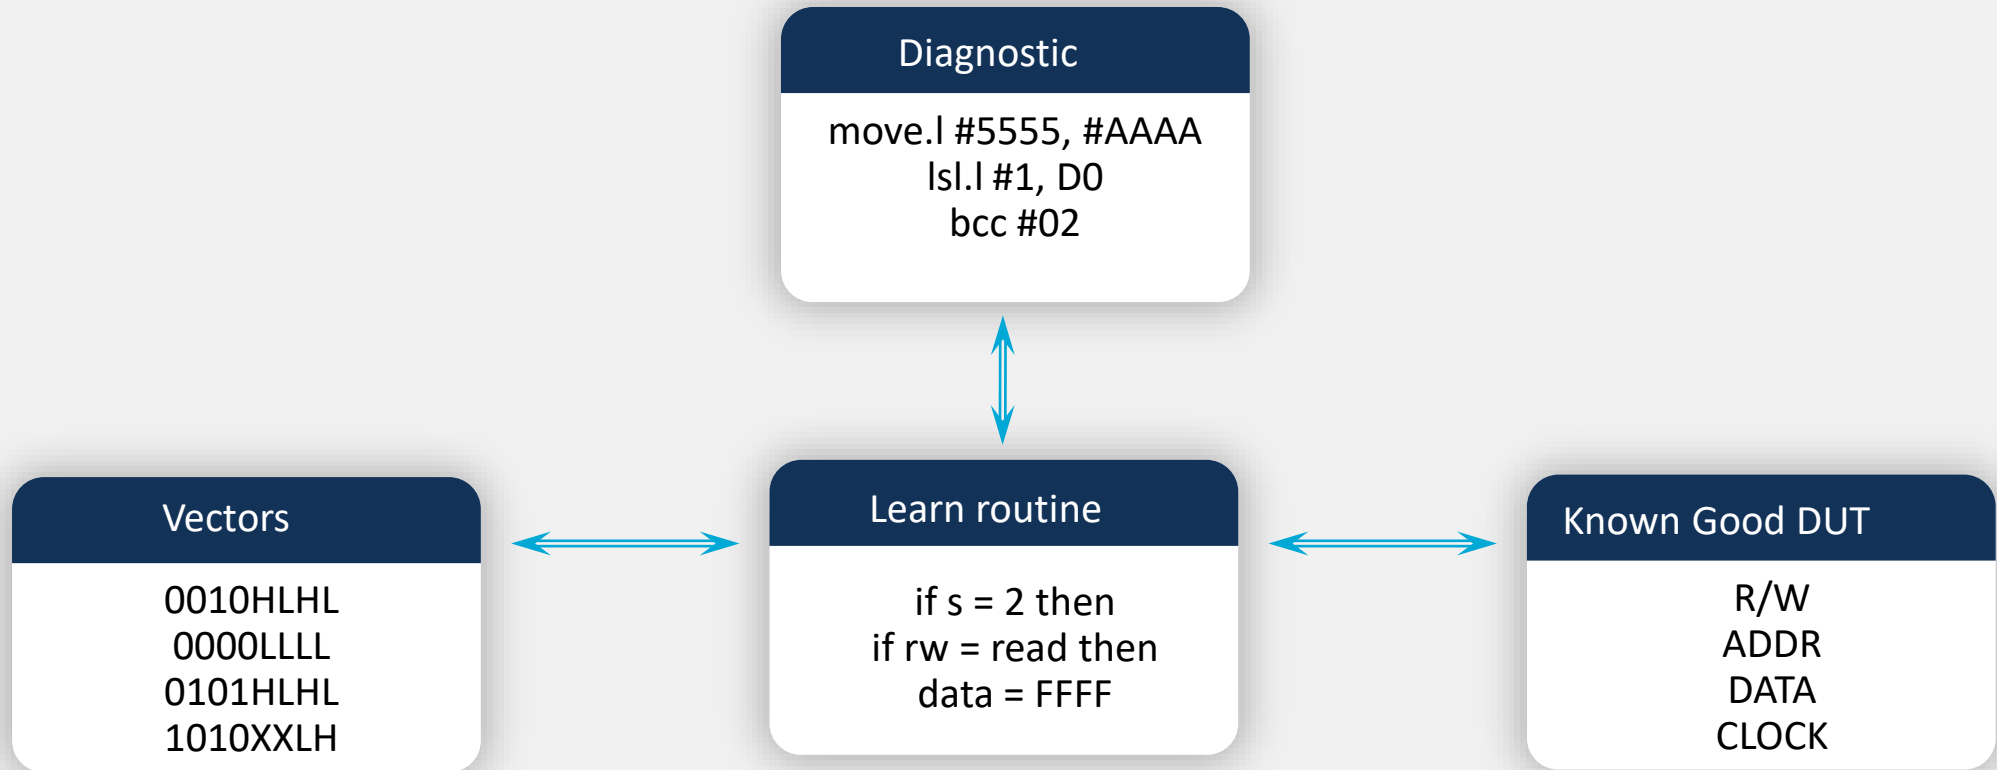 Diagnostic
move.l #5555, #AAAA
lsl.l #1, D0
bcc #02
Vectors
0010HLHL
0000LLLL
0101HLHL
1010XXLH
Learn routine
if s = 2 then
if rw = read then
data = FFFF
Known Good DUT
R/W
ADDR
DATA
CLOCK